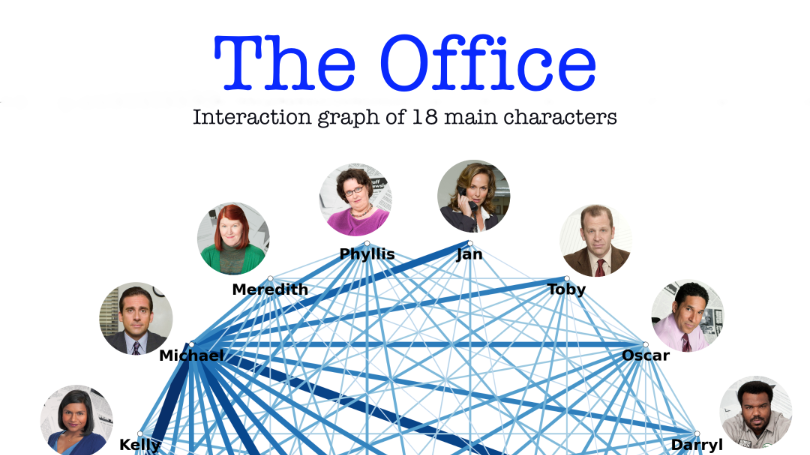 The Office
Interaction graph of 18 main characters
Phyllis
Jan
Meredith
Toby
Michael
Oscar
Kelly
Darryl